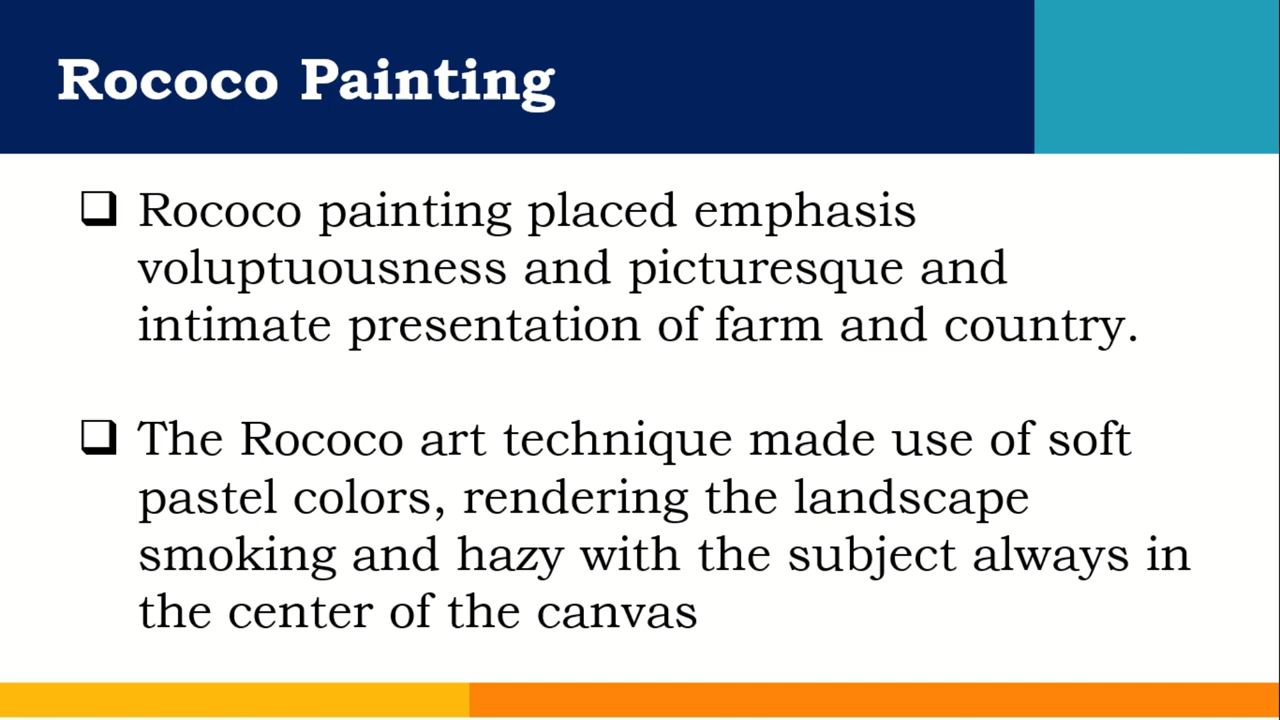 Rococo Painting
Rococo painting placed emphasis
voluptuousness and picturesque and
intimate presentation of farm and country.
The Rococo art technique made use of soft
pastel colors, rendering the landscape
smoking and hazy with the subject always in
the center of the canvas